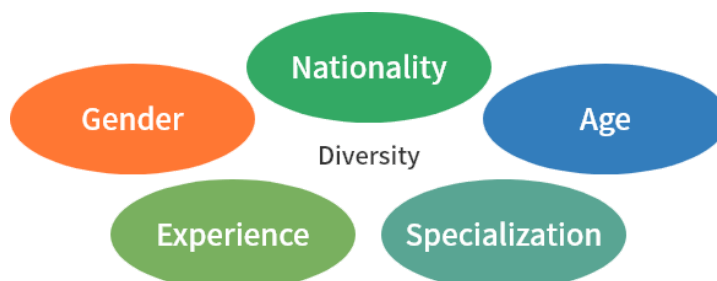 Nationality
Gender
Age
Diversity
Experience
Specialization